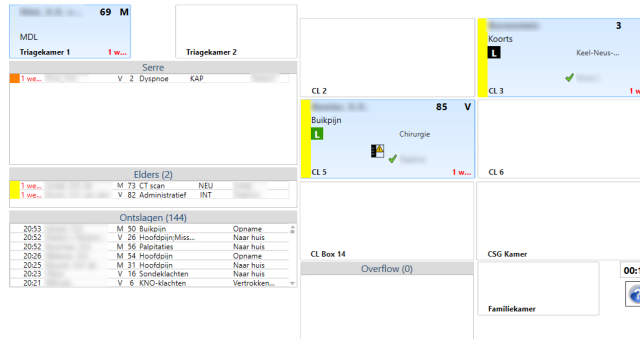 69 M
MDL
Triagekamer 1 1 w...
Triagekamer 2
Serre
1 we... V 2 Dyspnoe KAP
Elders (2)
1 we... M 73 CT scan NEU
1 we... V 82 Administratief INT
Ontslagen (144)
20:53 M 50 Buikpijn Opname
20:52 V 26 Hoofdpijn;Miss... Naar huis
20:52 M 56 Palpitaties Naar huis
20:26 M 54 Hoofdpijn Opname
20:25 M 31 Hoofdpijn Naar huis
20:23 V 16 Sondeklachten Naar huis
20:21 V 6 KNO-klachten Vertrokken...
CL 2
3
Koorts
L
Keel-Neus-...
CL 3 1 w
85 V
Buikpijn
L
Chirurgie
CL 5 1 w...
CL 6
CL Box 14
CSG Kamer
Overflow (0)
00:1
Familiekamer